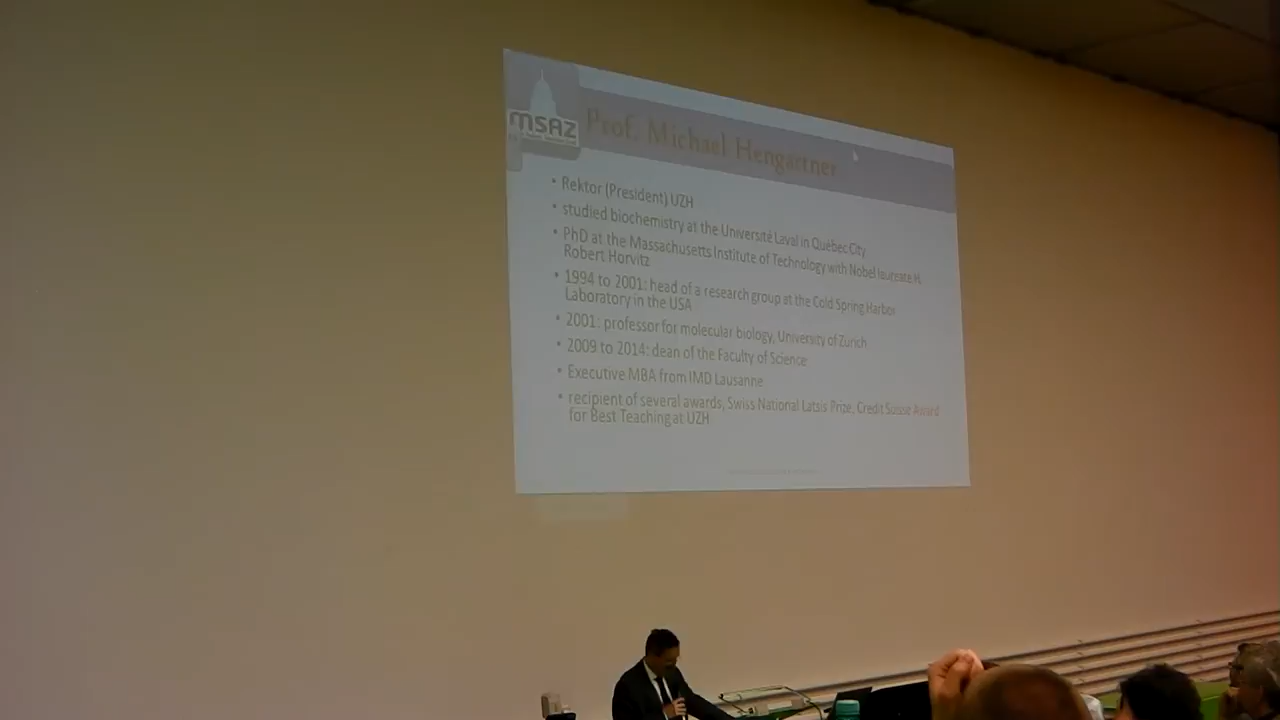 msaz
Prof. Michael Hengartner
• Rektor (President) UZH
• studied biochemistry at the Université Laval in Québec City
• PhD at the Massachusetts Institute of Technology with Nobel laureate H.
Robert Horvitz
• 1994 to 2001: head of a research group at the Cold Spring Harbor
Laboratory in the USA
• 2001: professor for molecular biology, University of Zurich
• 2009 to 2014: dean of the Faculty of Science
• Executive MBA from IMD Lausanne
• recipient of several awards, Swiss National Latsis Prize, Credit Suisse Award
for Best Teaching at UZH